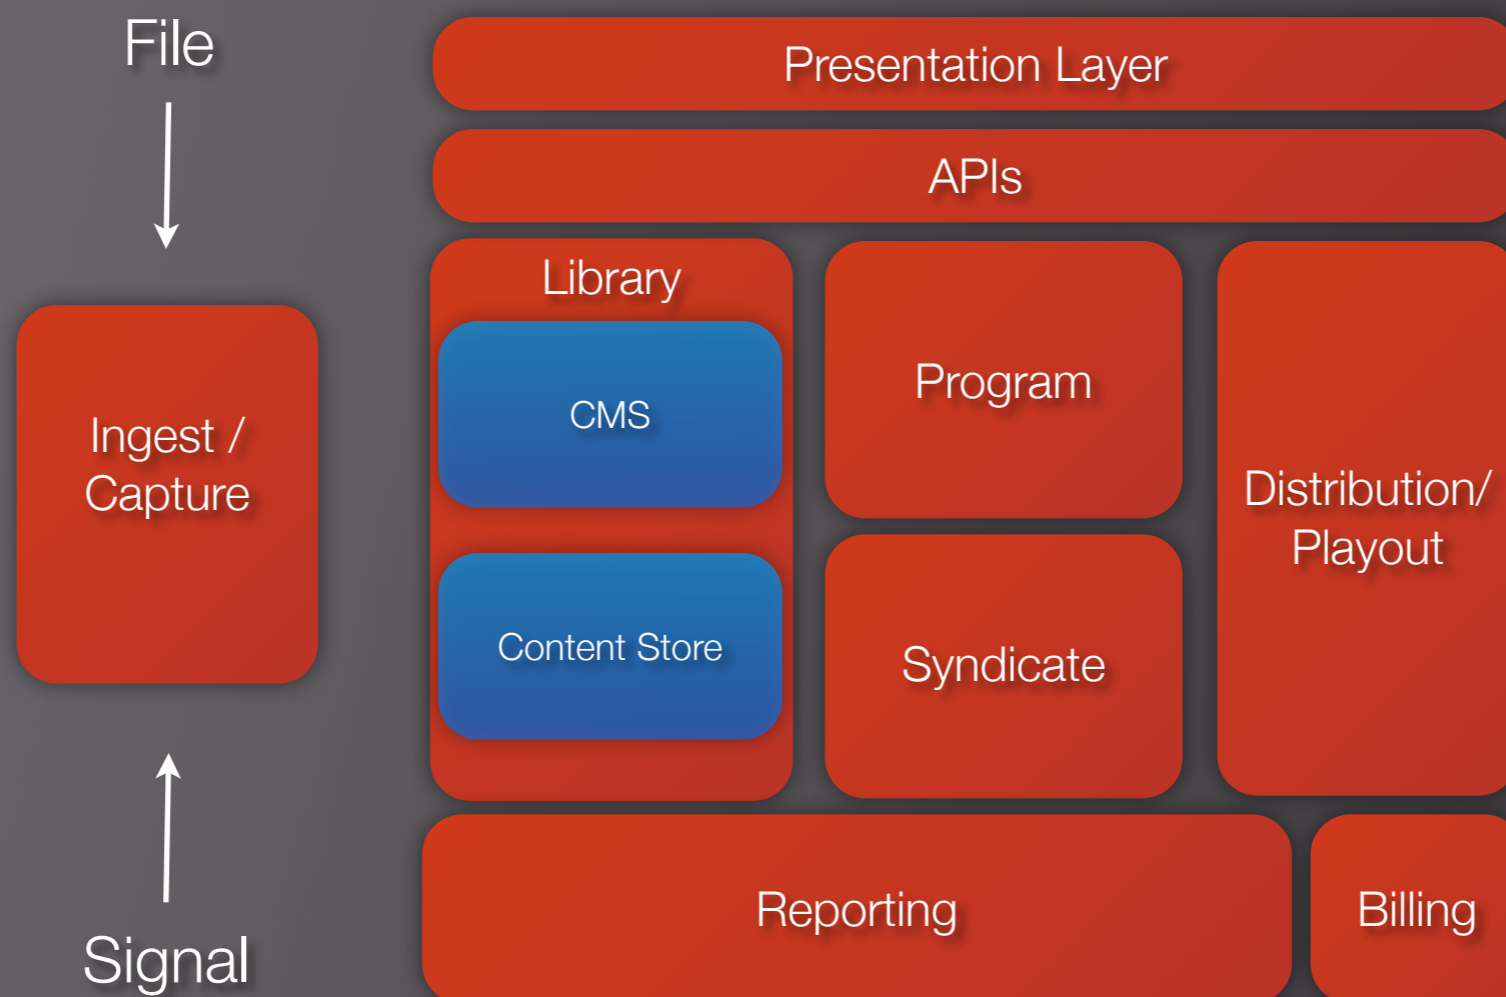 File
Presentation Layer
APIs
Library
CMS
Program
Ingest /
Capture
Distribution/
Playout
Content Store
Syndicate
Reporting
Billing
Signal